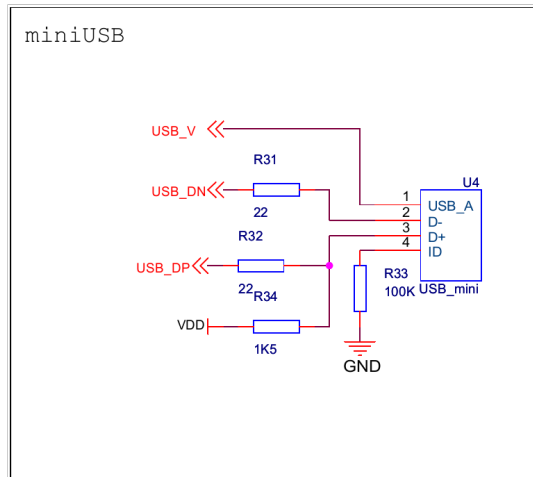 miniUSB
USB_V
R31
USB_DN
22
R32
USB_DP
22
R34
VDD
1K5
U4
1
USB_A
2
D-
3
D+
4
ID
R33
100K
USB_mini
GND